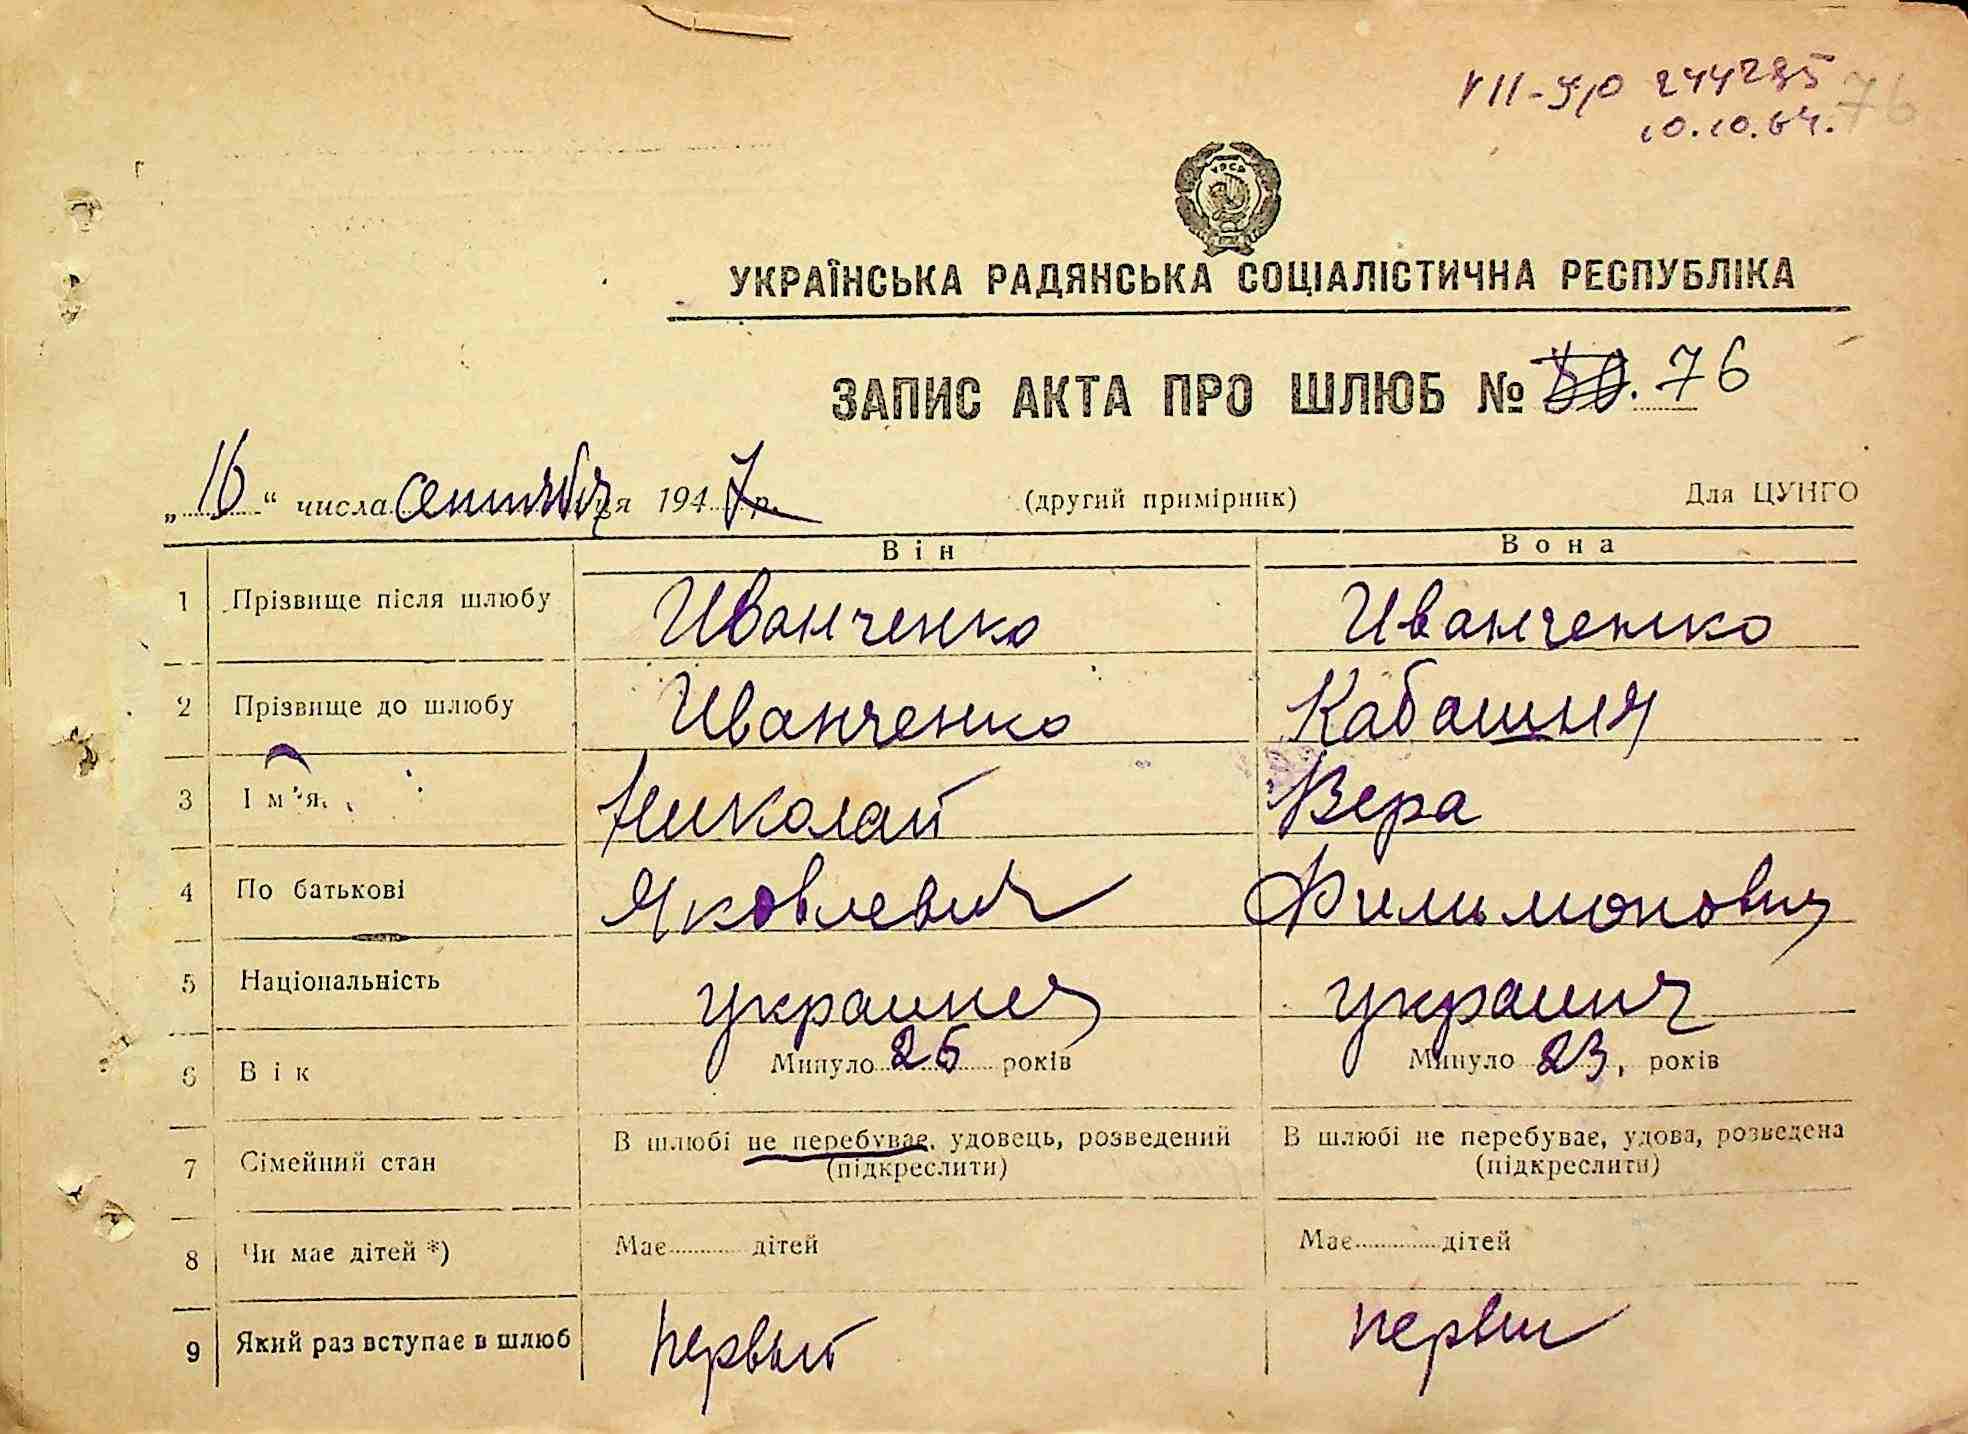 VII-УР 244285 76
10.10.64.
УКРАЇНСЬКА РАДЯНСЬКА СОЦІАЛІСТИЧНА РЕСПУБЛІКА
ЗАПИС АКТА ПРО ШЛЮБ № 76
„16“ числа сентября 1947 р. (другий примірник) Для ЦУНГО
Він Вона
1 Прізвище після шлюбу Иванченко Иванченко
2 Прізвище до шлюбу Иванченко
3 Ім'я Николай Вера
4 По батькові Яковлевич Филимонович
5 Національність украинец украин
6 Вік Минуло 26 років Минуло 23, років
7 Сімейний стан В шлюбі не перебуває, удовець, розведений В шлюбі не перебуває, удова, розведена
(підкреслити) (підкреслити)
8 Чи має дітей *) Має дітей Має дітей
9 Який раз вступає в шлюб первый первый